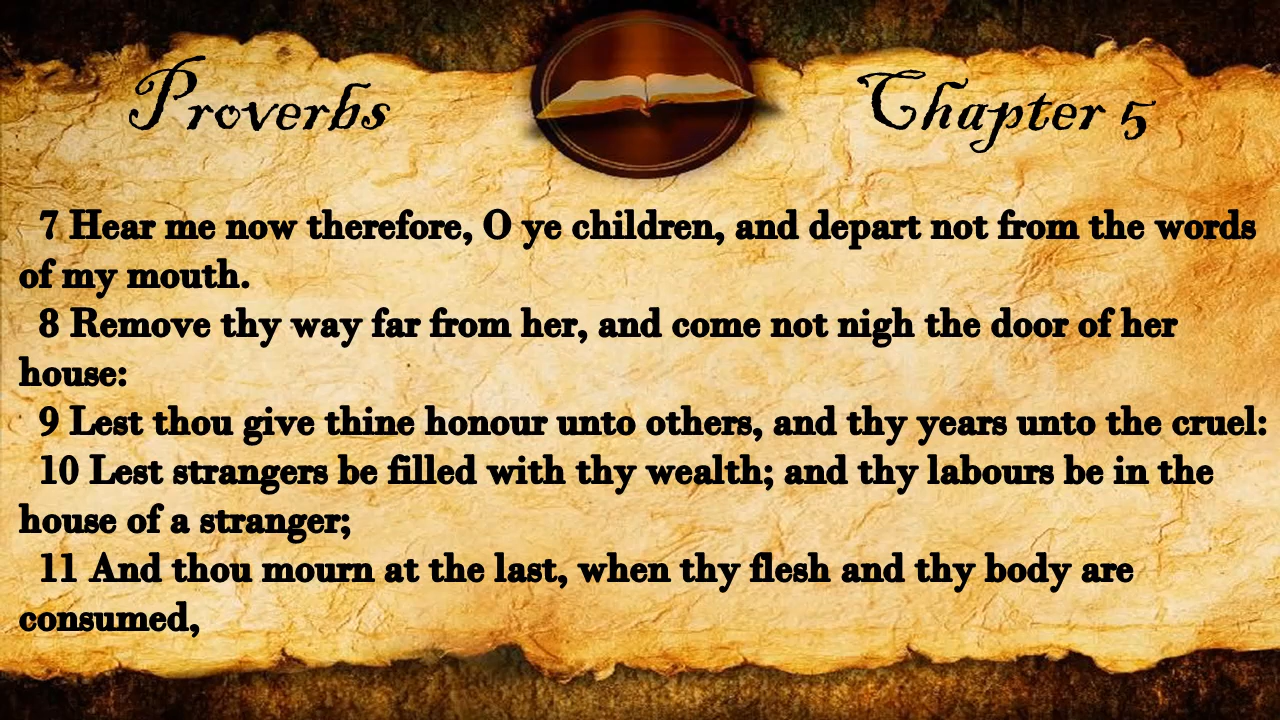 Proverbs Chapter 5
7 Hear me now therefore, O ye children, and depart not from the words
of my mouth.
8 Remove thy way far from her, and come not nigh the door of her
house:
9 Lest thou give thine honour unto others, and thy years unto the cruel:
10 Lest strangers be filled with thy wealth; and thy labours be in the
house of a stranger;
11 And thou mourn at the last, when thy flesh and thy body are
consumed,